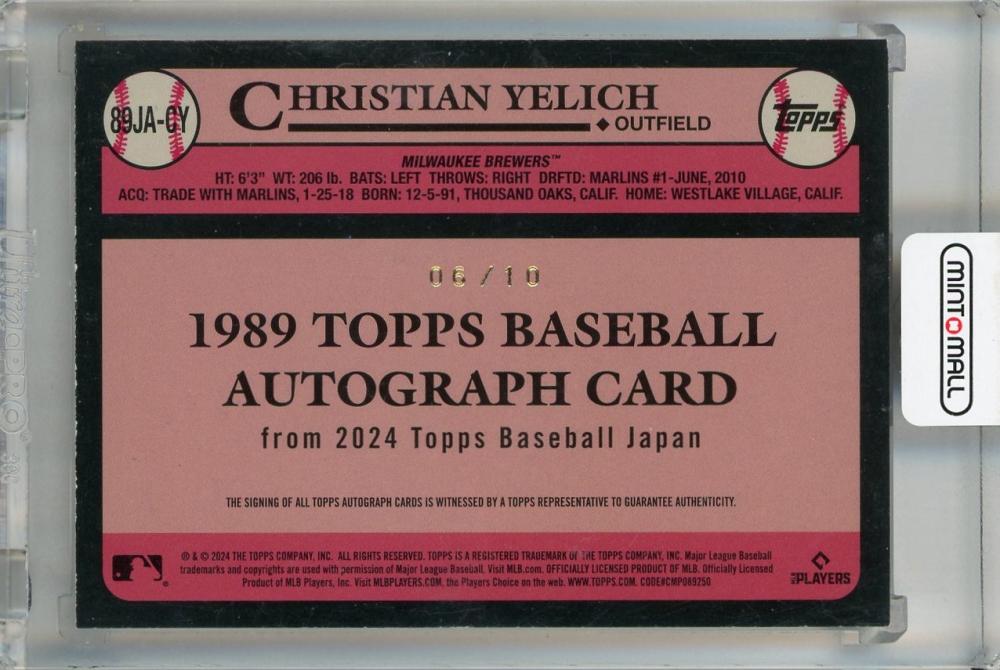 89JA-CY
CHRISTIAN YELICH
OUTFIELD
TOPPS
MILWAUKEE BREWERS™
HT: 6'3" WT: 206 lb. BATS: LEFT THROWS: RIGHT DRFTD: MARLINS #1-JUNE, 2010
ACQ: TRADE WITH MARLINS, 1-25-18 BORN: 12-5-91, THOUSAND OAKS, CALIF. HOME: WESTLAKE VILLAGE, CALIF.
06/10
1989 TOPPS BASEBALL
AUTOGRAPH CARD
from 2024 Topps Baseball Japan
THE SIGNING OF ALL TOPPS AUTOGRAPH CARDS IS WITNESSED BY A TOPPS REPRESENTATIVE TO GUARANTEE AUTHENTICITY.
® & © 2024 THE TOPPS COMPANY, INC. ALL RIGHTS RESERVED. TOPPS IS A REGISTERED TRADEMARK OF THE TOPPS COMPANY, INC. Major League Baseball
trademarks and copyrights are used with permission of Major League Baseball. Visit MLB.com. OFFICIALLY LICENSED PRODUCT OF MLB. Officially Licensed
Product of MLB Players, Inc. Visit MLBPLAYERS.COM, the Players Choice on the web. WWW.TOPPS.COM. CODE#CMP089250
MLB PLAYERS
MINT MALL